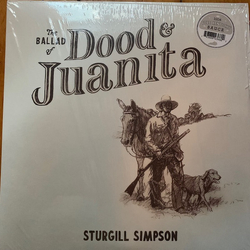 The
BALLAD
of
Dood &
Juanita
STURGILL SIMPSON